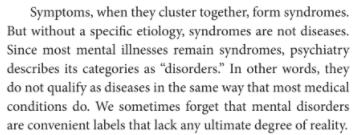 Symptoms, when they cluster together, form syndromes.
But without a specific etiology, syndromes are not diseases.
Since most mental illnesses remain syndromes, psychiatry
describes its categories as “disorders.” In other words, they
do not qualify as diseases in the same way that most medical
conditions do. We sometimes forget that mental disorders
are convenient labels that lack any ultimate degree of reality.